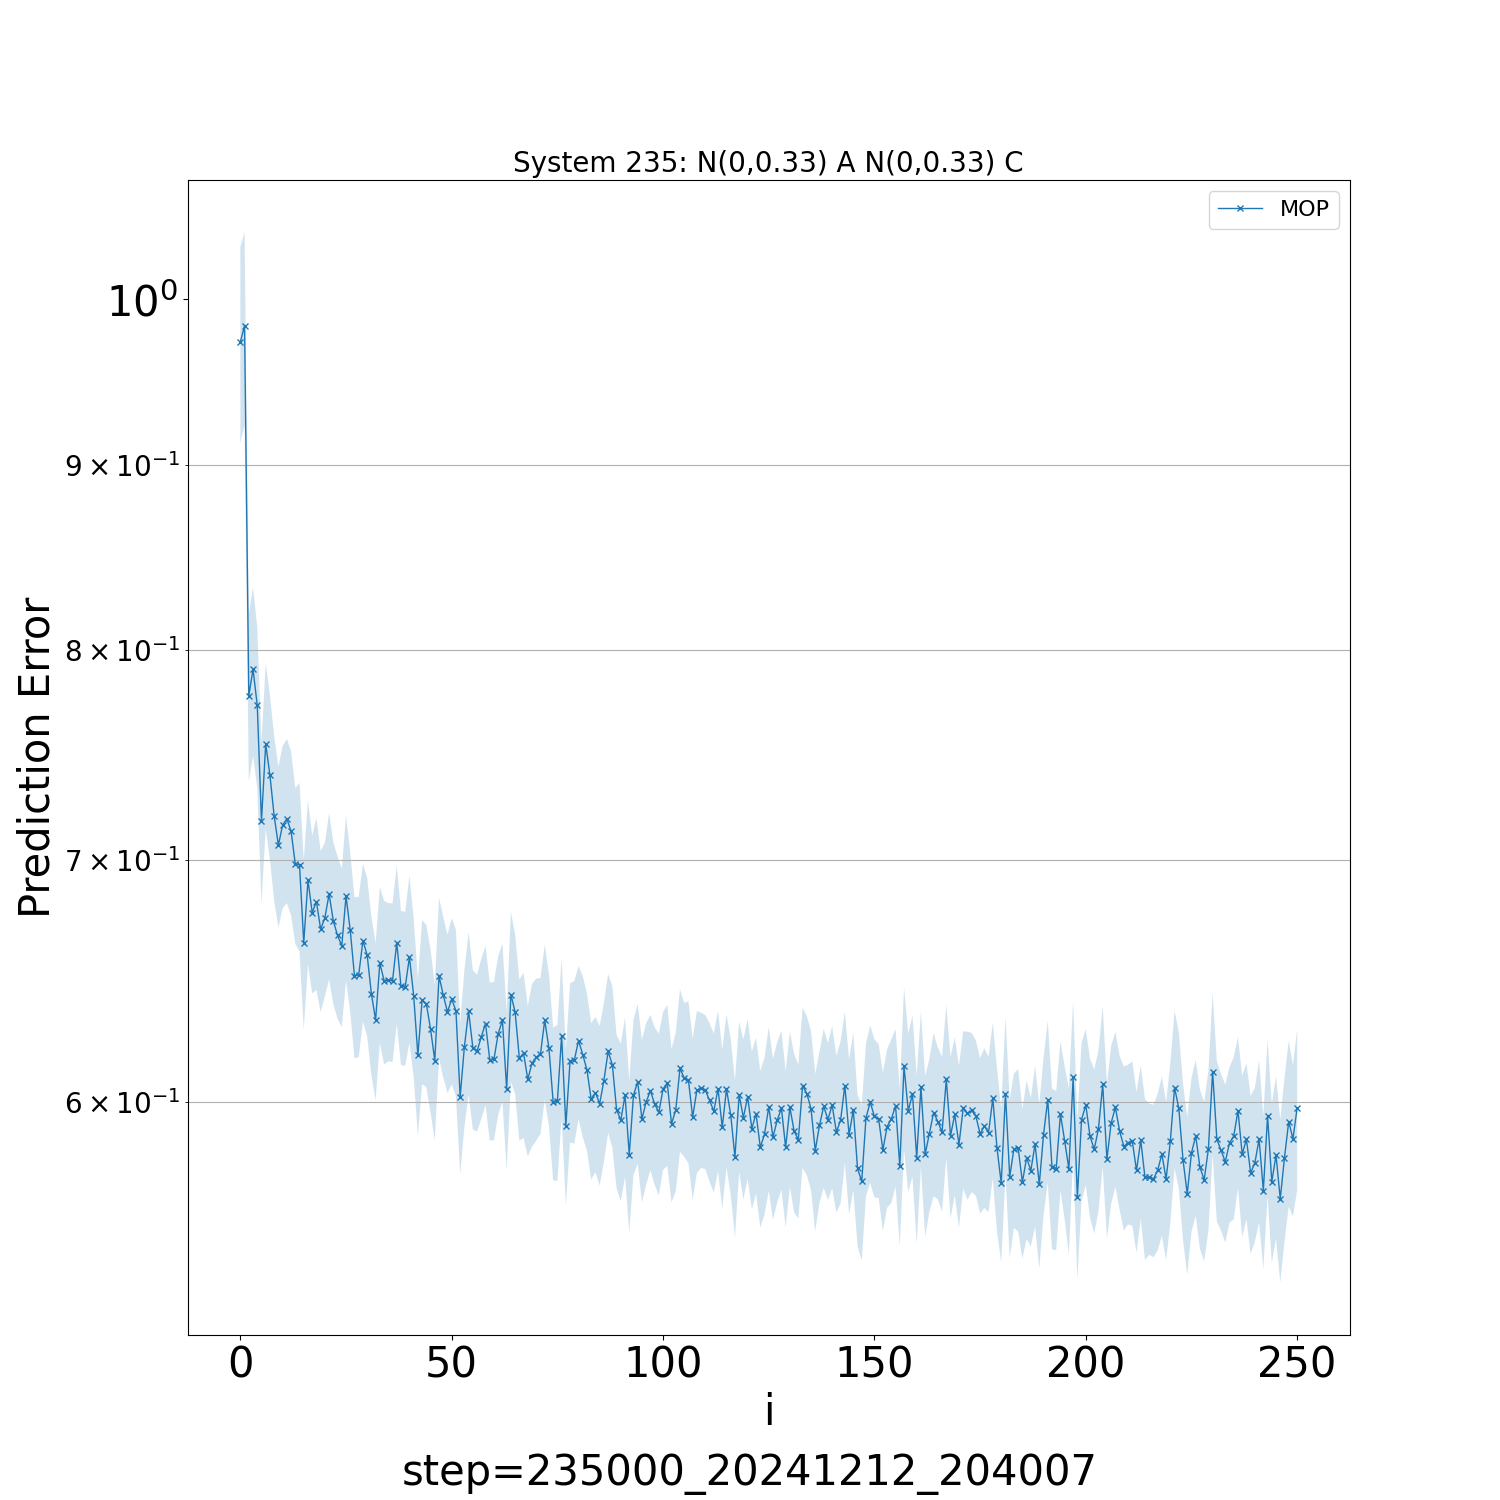 System 235: N(0,0.33) A N(0,0.33) C
MOP
10⁰
9 × 10⁻¹
8 × 10⁻¹
7 × 10⁻¹
6 × 10⁻¹
Prediction Error
0 50 100 150 200 250
i
step=235000_20241212_204007